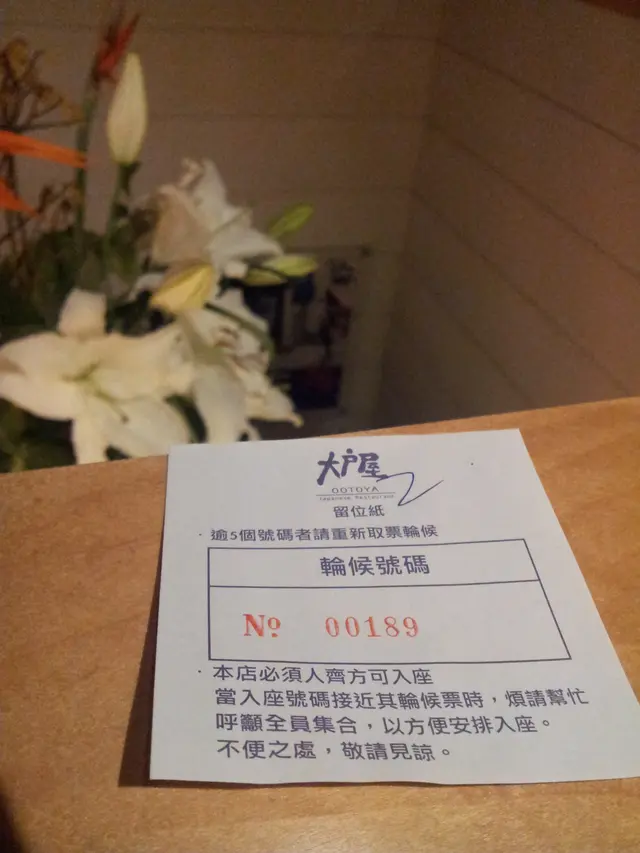 大戶屋
OOTOYA
Japanese Restaurant
留位紙
· 逾5個號碼者請重新取票輪候
輪候號碼
Nº 00189
· 本店必須人齊方可入座
當入座號碼接近其輪候票時，煩請幫忙
呼籲全員集合，以方便安排入座。
不便之處，敬請見諒。